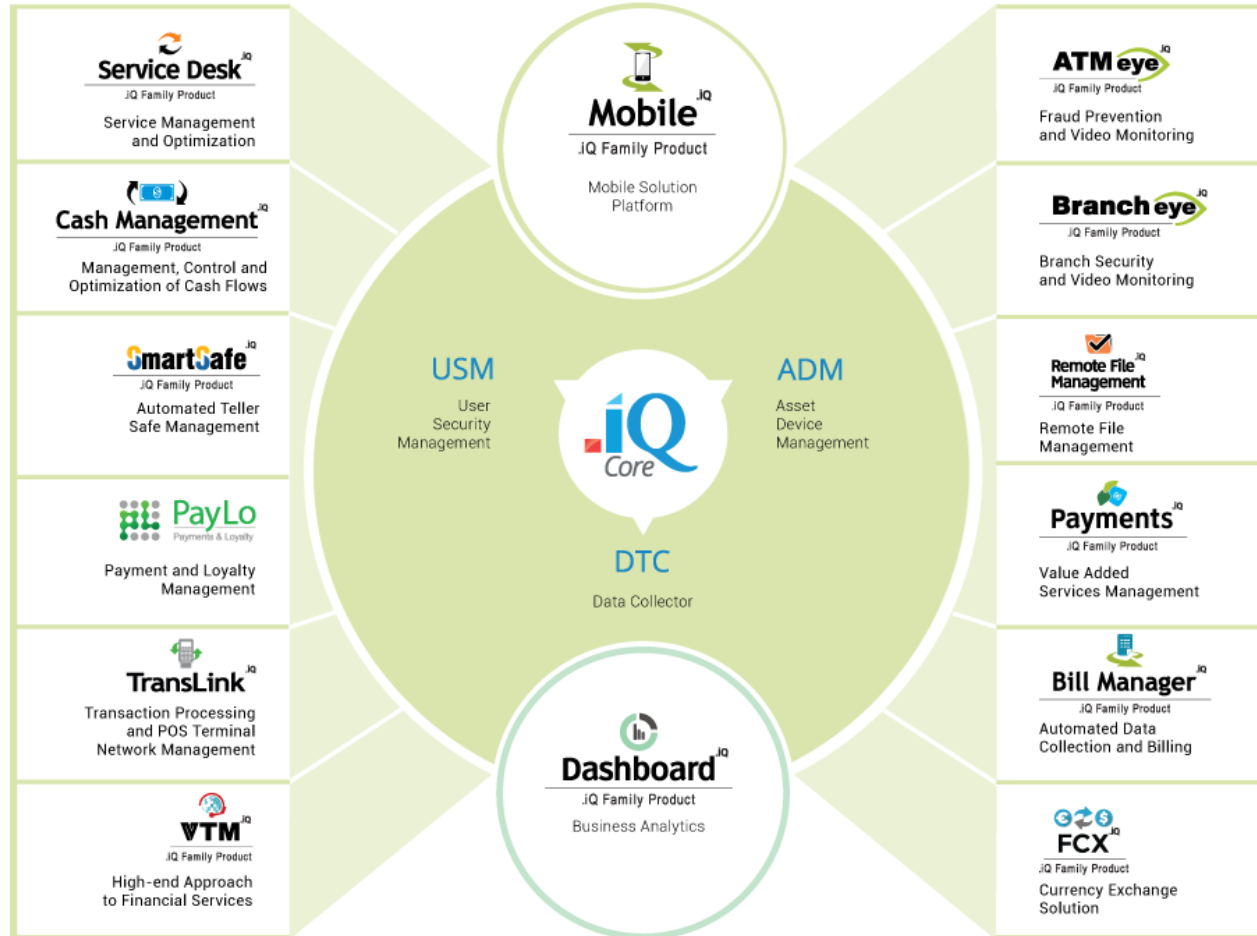 Service Desk .iQ
.iQ Family Product
Service Management
and Optimization
$
Cash Management .iQ
.iQ Family Product
Management, Control and
Optimization of Cash Flows
SmartSafe .iQ
.iQ Family Product
Automated Teller
Safe Management
PayLo
Payments & Loyalty
Payment and Loyalty
Management
TransLink .iQ
Transaction Processing
and POS Terminal
Network Management
VTM .iQ
.iQ Family Product
High-end Approach
to Financial Services
Mobile .iQ
.iQ Family Product
Mobile Solution
Platform
USM
User
Security
Management
.iQ
Core
ADM
Asset
Device
Management
DTC
Data Collector
Dashboard .iQ
.iQ Family Product
Business Analytics
ATMeye .iQ
.iQ Family Product
Fraud Prevention
and Video Monitoring
Brancheye .iQ
.iQ Family Product
Branch Security
and Video Monitoring
Remote File .iQ
Management
.iQ Family Product
Remote File
Management
Payments .iQ
.iQ Family Product
Value Added
Services Management
Bill Manager .iQ
.iQ Family Product
Automated Data
Collection and Billing
€ $
FCX .iQ
.iQ Family Product
Currency Exchange
Solution